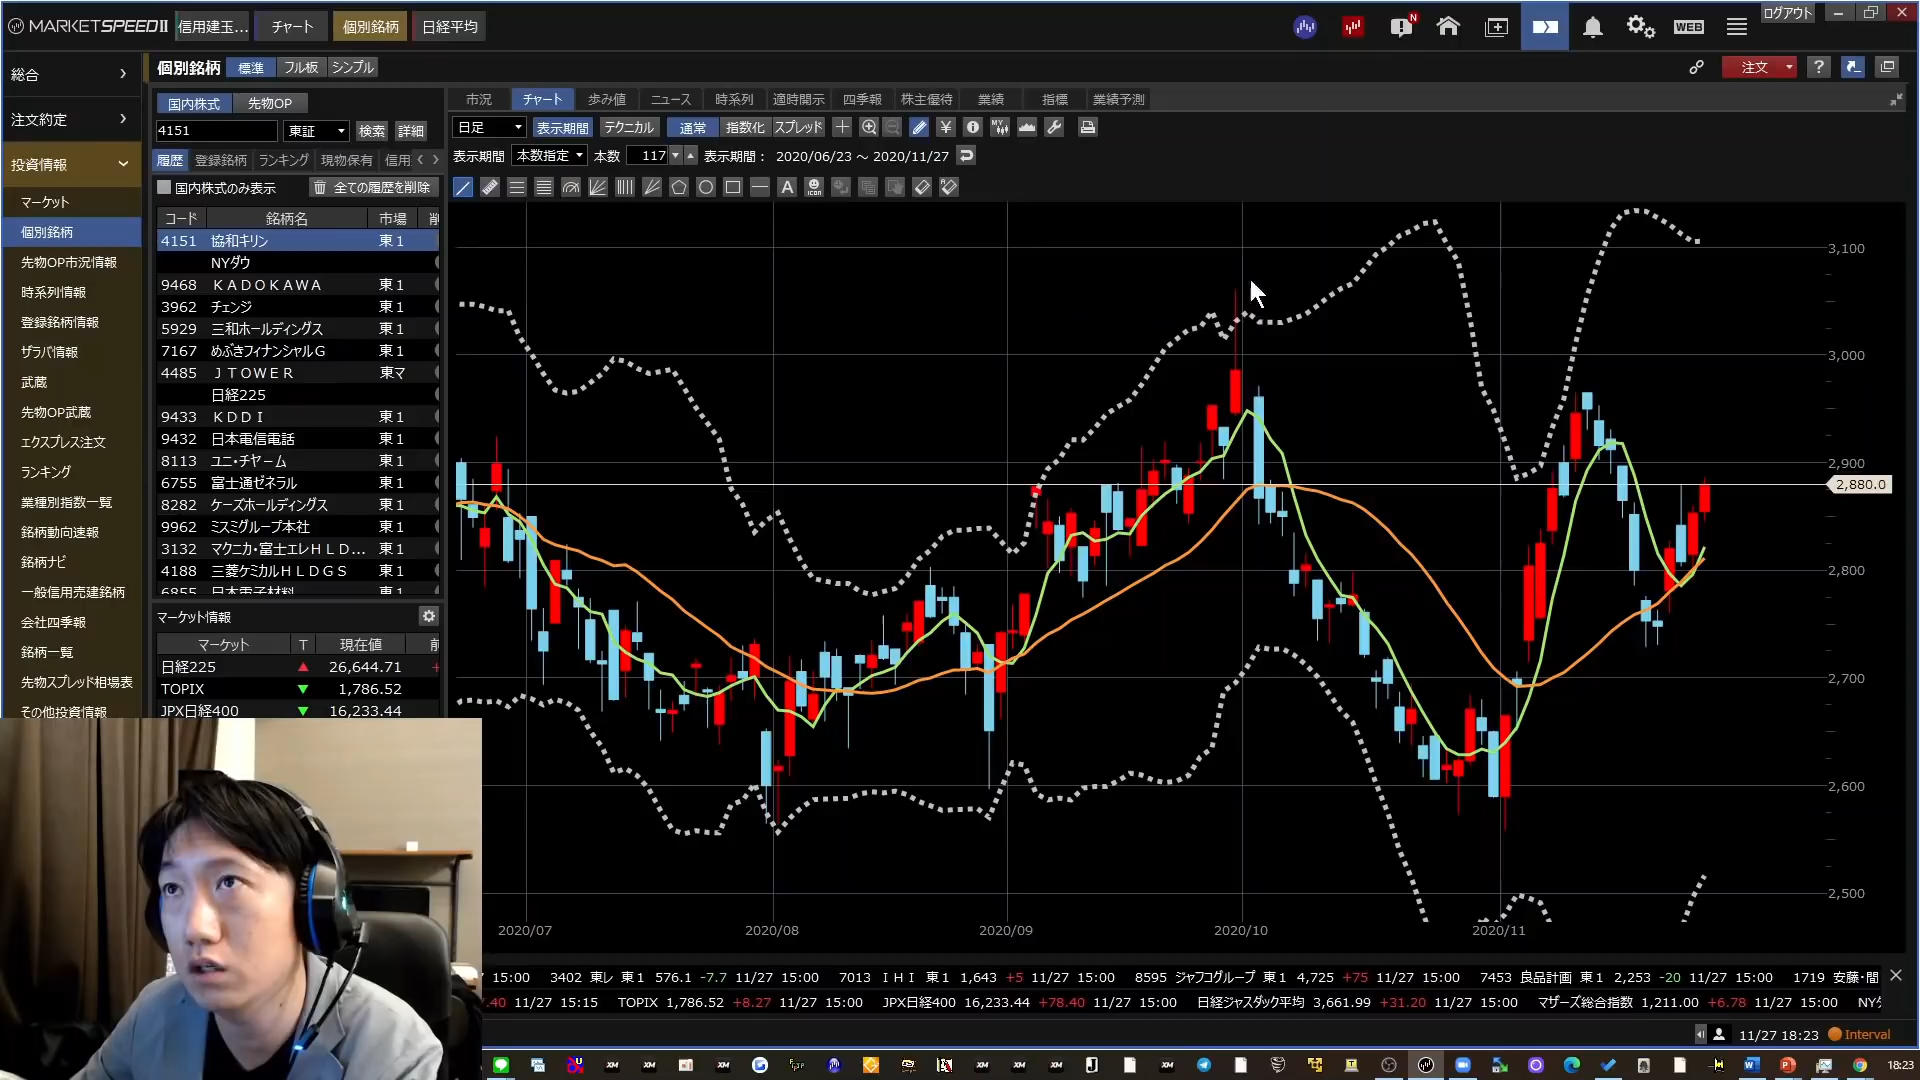 MARKETSPEEDII 信用建玉... チャート 個別銘柄 日経平均 N WEB ログアウト
総合
注文約定
投資情報
マーケット
個別銘柄
先物OP市況情報
時系列情報
登録銘柄情報
ザラバ情報
武蔵
先物OP武蔵
エクスプレス注文
ランキング
業種別指数一覧
銘柄動向速報
銘柄ナビ
一般信用売建銘柄
会社四季報
銘柄一覧
先物スプレッド相場表
その他投資情報
個別銘柄 標準 フル板 シンプル 注文 ?
国内株式 先物OP
4151 東証 検索 詳細
履歴 登録銘柄 ランキング 現物保有 信用
国内株式のみ表示 全ての履歴を削除
コード 銘柄名 市場 削
4151 協和キリン 東1
NYダウ
9468 KADOKAWA 東1
3962 チェンジ 東1
5929 三和ホールディングス 東1
7167 めぶきフィナンシャルG 東1
4485 JTOWER 東マ
日経225
9433 KDDI 東1
9432 日本電信電話 東1
8113 ユニ・チャーム 東1
6755 富士通ゼネラル 東1
8282 ケーズホールディングス 東1
9962 ミスミグループ本社 東1
3132 マクニカ・富士エレHLD... 東1
4188 三菱ケミカルHLDGS 東1
6855 日本電子材料 東1
マーケット情報
マーケット T 現在値 前
日経225 ▲ 26,644.71 +
TOPIX ▼ 1,786.52
JPX日経400 ▼ 16,233.44
市況 チャート 歩み値 ニュース 時系列 適時開示 四季報 株主優待 業績 指標 業績予測
日足 表示期間 テクニカル 通常 指数化 スプレッド ¥ MY
表示期間 本数指定 本数 117 表示期間： 2020/06/23 ～ 2020/11/27
A ICON
3,100
3,000
2,900
2,880.0
2,800
2,700
2,600
2,500
2020/07 2020/08 2020/09 2020/10 2020/11
15:00 3402 東レ 東1 576.1 -7.7 11/27 15:00 7013 IHI 東1 1,643 +5 11/27 15:00 8595 ジャフコグループ 東1 4,725 +75 11/27 15:00 7453 良品計画 東1 2,253 -20 11/27 15:00 1719 安藤・間
7.40 11/27 15:15 TOPIX 1,786.52 +8.27 11/27 15:00 JPX日経400 16,233.44 +78.40 11/27 15:00 日経ジャスダック平均 3,661.99 +31.20 11/27 15:00 マザーズ総合指数 1,211.00 +6.78 11/27 15:00 NYダ
11/27 18:23 Interval
XM XM XM XM XM XM XM J 18:23